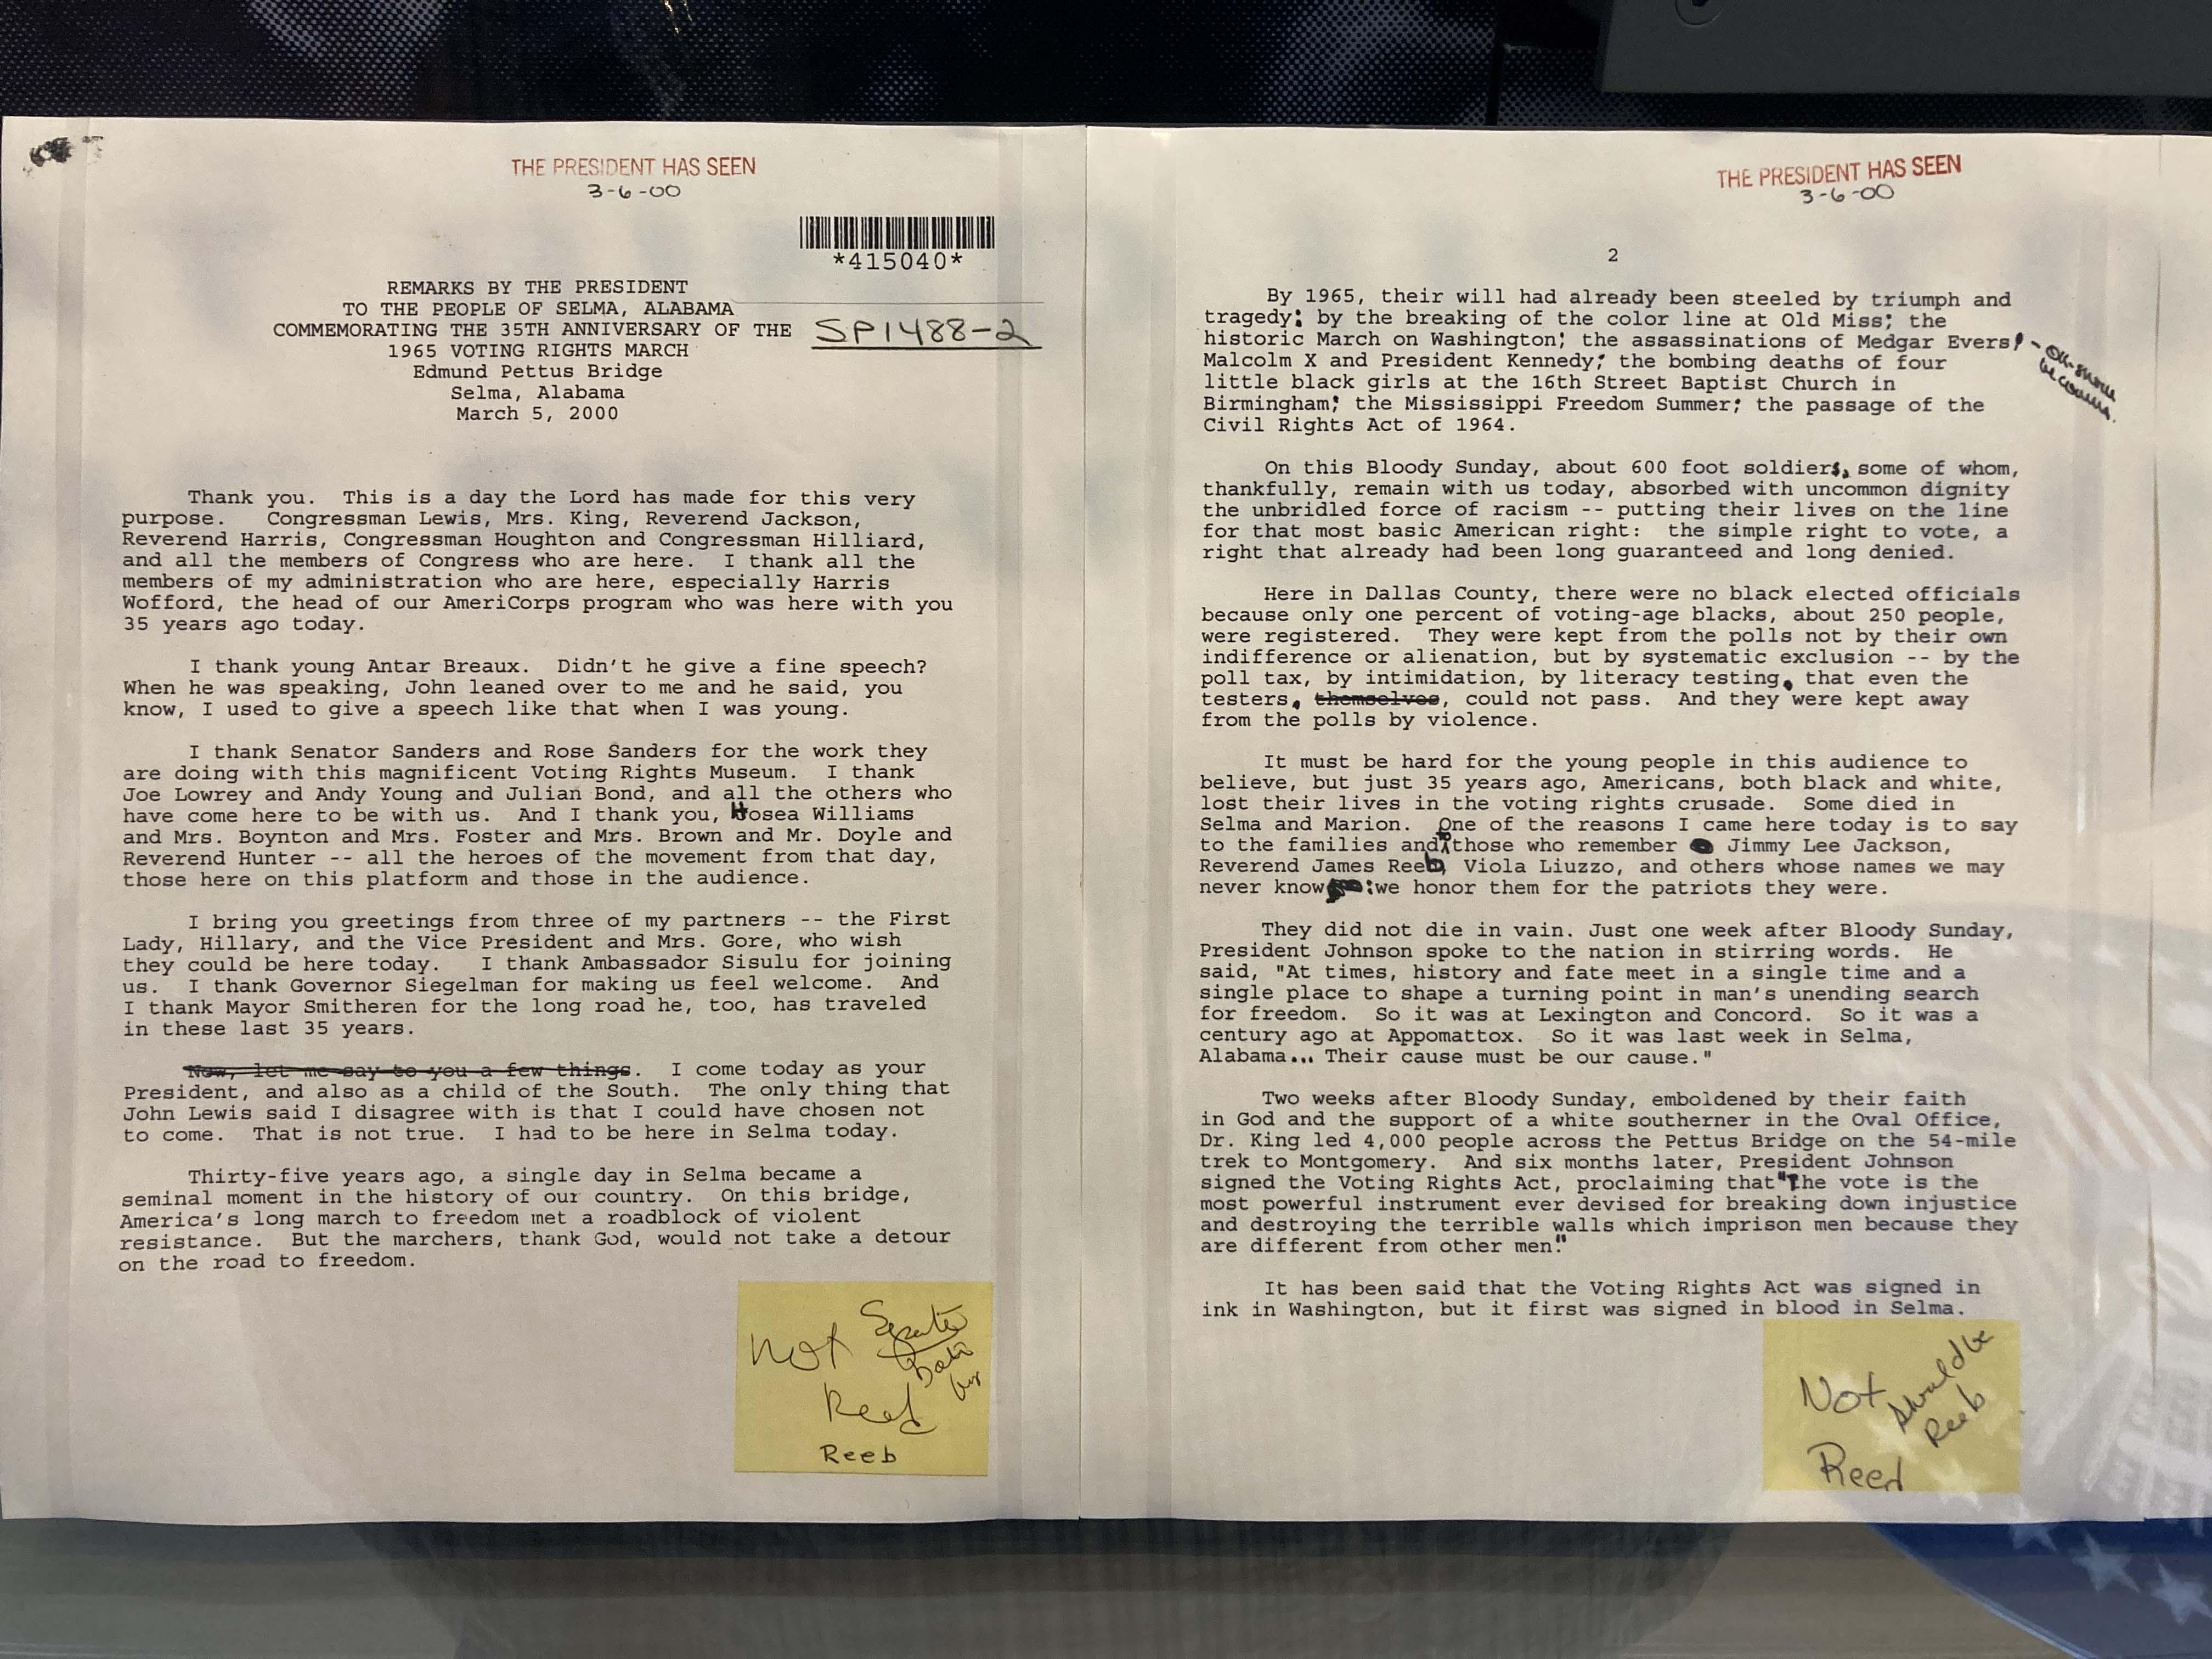 THE PRESIDENT HAS SEEN
3-6-00
*415040*
REMARKS BY THE PRESIDENT
TO THE PEOPLE OF SELMA, ALABAMA
COMMEMORATING THE 35TH ANNIVERSARY OF THE
SP1488-2
1965 VOTING RIGHTS MARCH
Edmund Pettus Bridge
Selma, Alabama
March 5, 2000
Thank you. This is a day the Lord has made for this very
purpose. Congressman Lewis, Mrs. King, Reverend Jackson,
Reverend Harris, Congressman Houghton and Congressman Hilliard,
and all the members of Congress who are here. I thank all the
members of my administration who are here, especially Harris
Wofford, the head of our AmeriCorps program who was here with you
35 years ago today.
I thank young Antar Breaux. Didn't he give a fine speech?
When he was speaking, John leaned over to me and he said, you
know, I used to give a speech like that when I was young.
I thank Senator Sanders and Rose Sanders for the work they
are doing with this magnificent Voting Rights Museum. I thank
Joe Lowrey and Andy Young and Julian Bond, and all the others who
have come here to be with us. And I thank you, Hosea Williams
and Mrs. Boynton and Mrs. Foster and Mrs. Brown and Mr. Doyle and
Reverend Hunter -- all the heroes of the movement from that day,
those here on this platform and those in the audience.
I bring you greetings from three of my partners -- the First
Lady, Hillary, and the Vice President and Mrs. Gore, who wish
they could be here today. I thank Ambassador Sisulu for joining
us. I thank Governor Siegelman for making us feel welcome. And
I thank Mayor Smitheren for the long road he, too, has traveled
in these last 35 years.
Now, let me say to you a few things. I come today as your
President, and also as a child of the South. The only thing that
John Lewis said I disagree with is that I could have chosen not
to come. That is not true. I had to be here in Selma today.
Thirty-five years ago, a single day in Selma became a
seminal moment in the history of our country. On this bridge,
America's long march to freedom met a roadblock of violent
resistance. But the marchers, thank God, would not take a detour
on the road to freedom.
Not
Reed
Reeb
THE PRESIDENT HAS SEEN
3-6-00
2
By 1965, their will had already been steeled by triumph and
tragedy: by the breaking of the color line at Old Miss; the
historic March on Washington; the assassinations of Medgar Evers,
Malcolm X and President Kennedy; the bombing deaths of four
little black girls at the 16th Street Baptist Church in
Birmingham; the Mississippi Freedom Summer; the passage of the
Civil Rights Act of 1964.
On this Bloody Sunday, about 600 foot soldiers, some of whom,
thankfully, remain with us today, absorbed with uncommon dignity
the unbridled force of racism -- putting their lives on the line
for that most basic American right: the simple right to vote, a
right that already had been long guaranteed and long denied.
Here in Dallas County, there were no black elected officials
because only one percent of voting-age blacks, about 250 people,
were registered. They were kept from the polls not by their own
indifference or alienation, but by systematic exclusion -- by the
poll tax, by intimidation, by literacy testing, that even the
testers, themselves, could not pass. And they were kept away
from the polls by violence.
It must be hard for the young people in this audience to
believe, but just 35 years ago, Americans, both black and white,
lost their lives in the voting rights crusade. Some died in
Selma and Marion. One of the reasons I came here today is to say
to the families and to those who remember Jimmy Lee Jackson,
Reverend James Reeb, Viola Liuzzo, and others whose names we may
never know: we honor them for the patriots they were.
They did not die in vain. Just one week after Bloody Sunday,
President Johnson spoke to the nation in stirring words. He
said, "At times, history and fate meet in a single time and a
single place to shape a turning point in man's unending search
for freedom. So it was at Lexington and Concord. So it was a
century ago at Appomattox. So it was last week in Selma,
Alabama... Their cause must be our cause."
Two weeks after Bloody Sunday, emboldened by their faith
in God and the support of a white southerner in the Oval Office,
Dr. King led 4,000 people across the Pettus Bridge on the 54-mile
trek to Montgomery. And six months later, President Johnson
signed the Voting Rights Act, proclaiming that "The vote is the
most powerful instrument ever devised for breaking down injustice
and destroying the terrible walls which imprison men because they
are different from other men."
It has been said that the Voting Rights Act was signed in
ink in Washington, but it first was signed in blood in Selma.
Not
Reed
should be
Reeb